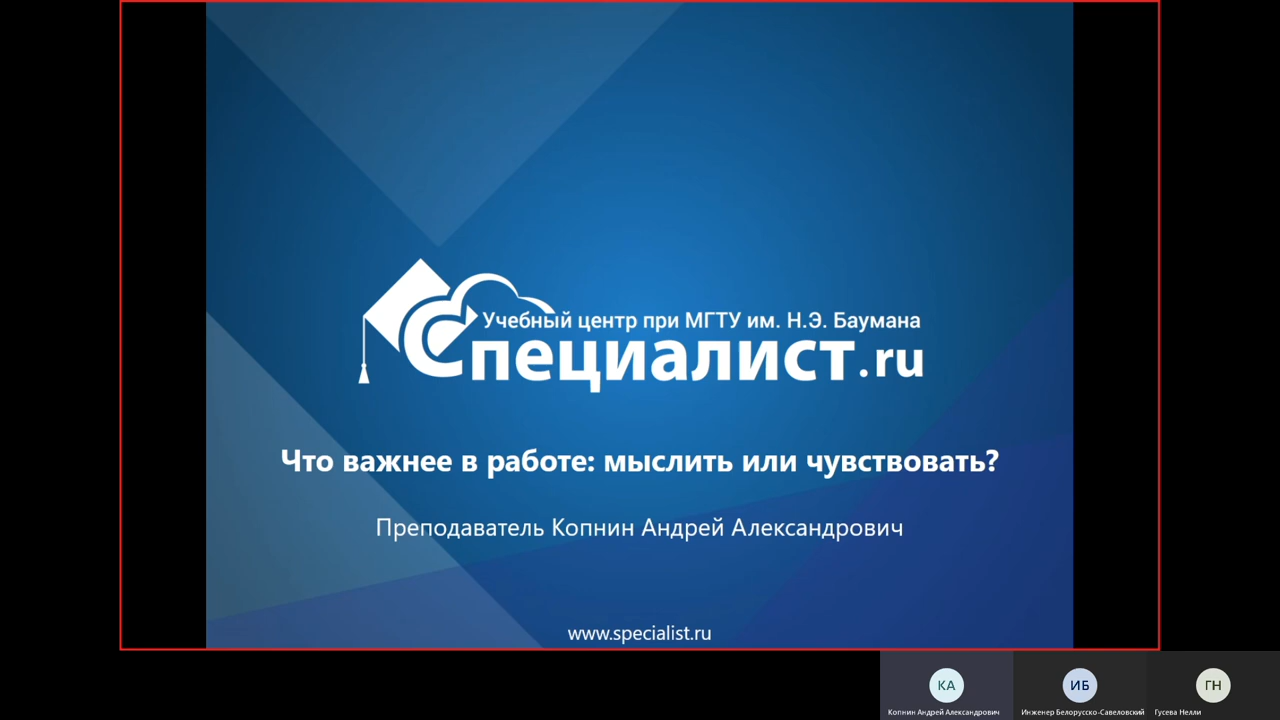 Учебный центр при МГТУ им. Н.Э. Баумана
Специалист.ru
Что важнее в работе: мыслить или чувствовать?
Преподаватель Копнин Андрей Александрович
www.specialist.ru
КА
ИБ
ГН
Копнин Андрей Александрович
Инженер Белорусско-Савеловский
Гусева Нелли